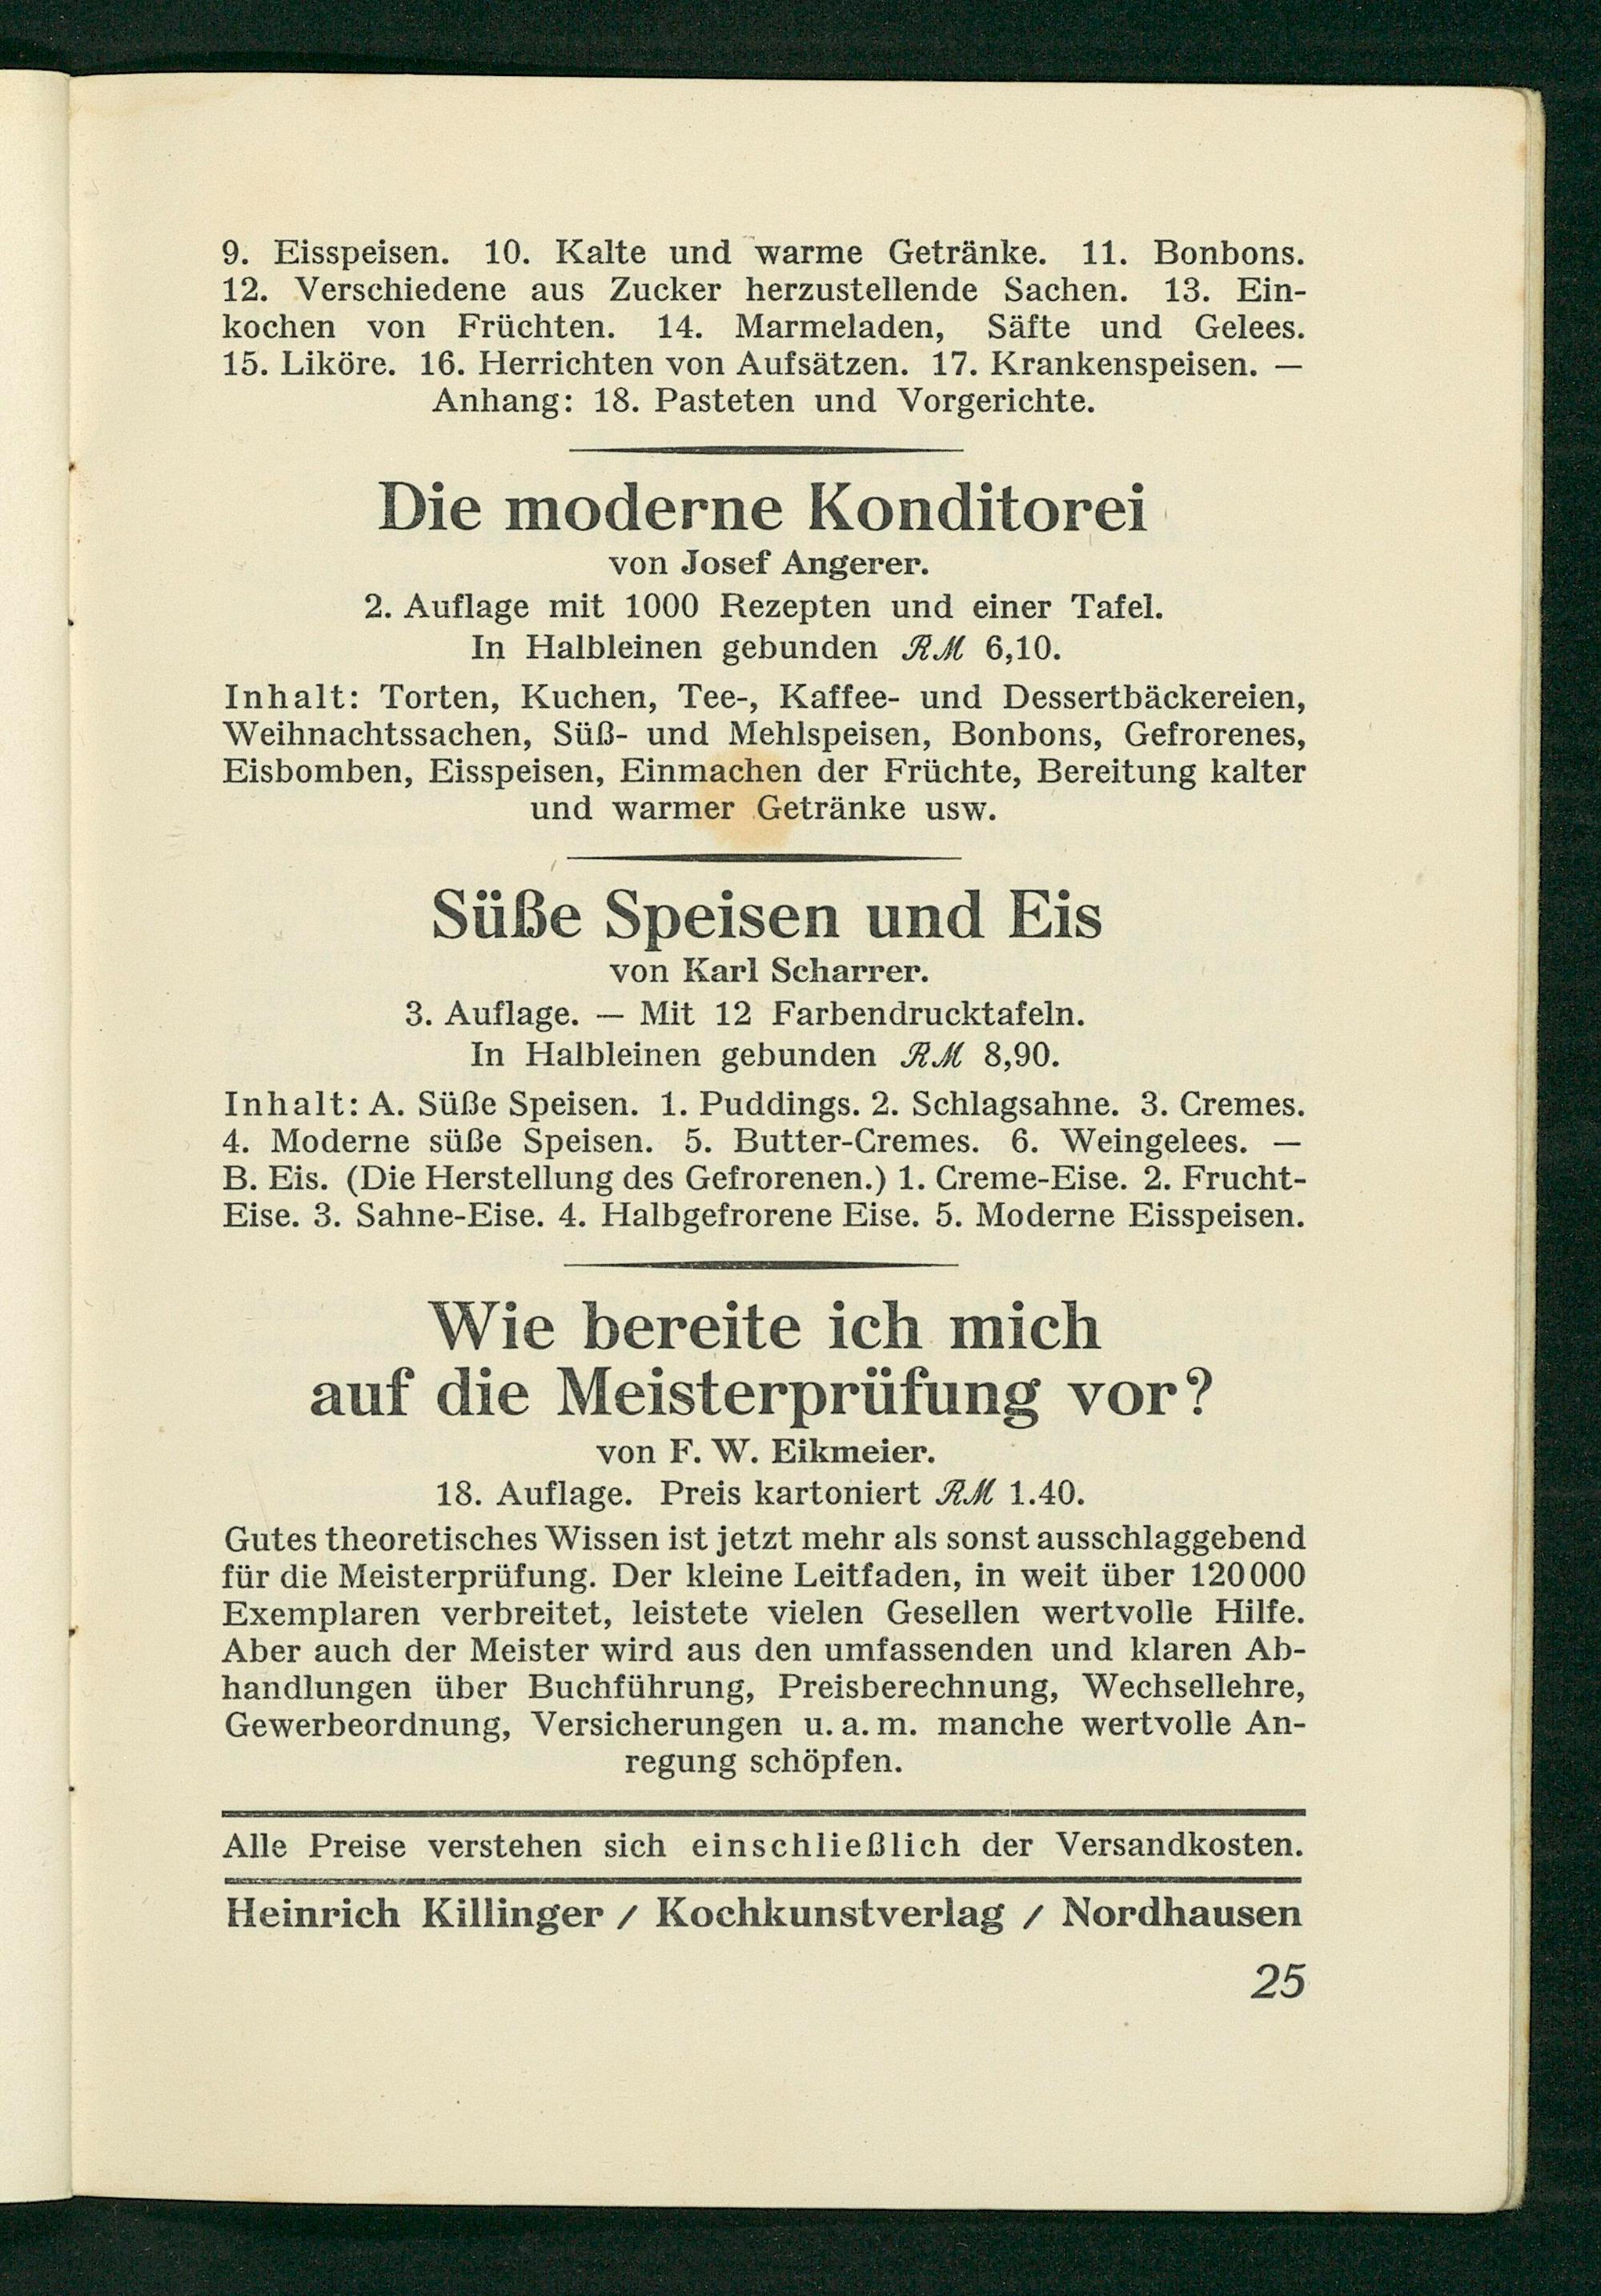 9. Eisspeisen. 10. Kalte und warme Getränke. 11. Bonbons.
12. Verschiedene aus Zucker herzustellende Sachen. 13. Ein-
kochen von Früchten. 14. Marmeladen, Säfte und Gelees.
15. Liköre. 16. Herrichten von Aufsätzen. 17. Krankenspeisen. —
Anhang: 18. Pasteten und Vorgerichte.
Die moderne Konditorei
von Josef Angerer.
2. Auflage mit 1000 Rezepten und einer Tafel.
In Halbleinen gebunden RM 6,10.
Inhalt: Torten, Kuchen, Tee-, Kaffee- und Dessertbäckereien,
Weihnachtssachen, Süß- und Mehlspeisen, Bonbons, Gefrorenes,
Eisbomben, Eisspeisen, Einmachen der Früchte, Bereitung kalter
und warmer Getränke usw.
Süße Speisen und Eis
von Karl Scharrer.
3. Auflage. — Mit 12 Farbendrucktafeln.
In Halbleinen gebunden RM 8,90.
Inhalt: A. Süße Speisen. 1. Puddings. 2. Schlagsahne. 3. Cremes.
4. Moderne süße Speisen. 5. Butter-Cremes. 6. Weingelees. —
B. Eis. (Die Herstellung des Gefrorenen.) 1. Creme-Eise. 2. Frucht-
Eise. 3. Sahne-Eise. 4. Halbgefrorene Eise. 5. Moderne Eisspeisen.
Wie bereite ich mich
auf die Meisterprüfung vor?
von F. W. Eikmeier.
18. Auflage. Preis kartoniert RM 1.40.
Gutes theoretisches Wissen ist jetzt mehr als sonst ausschlaggebend
für die Meisterprüfung. Der kleine Leitfaden, in weit über 120000
Exemplaren verbreitet, leistete vielen Gesellen wertvolle Hilfe.
Aber auch der Meister wird aus den umfassenden und klaren Ab-
handlungen über Buchführung, Preisberechnung, Wechsellehre,
Gewerbeordnung, Versicherungen u. a. m. manche wertvolle An-
regung schöpfen.
Alle Preise verstehen sich einschließlich der Versandkosten.
Heinrich Killinger / Kochkunstverlag / Nordhausen
25